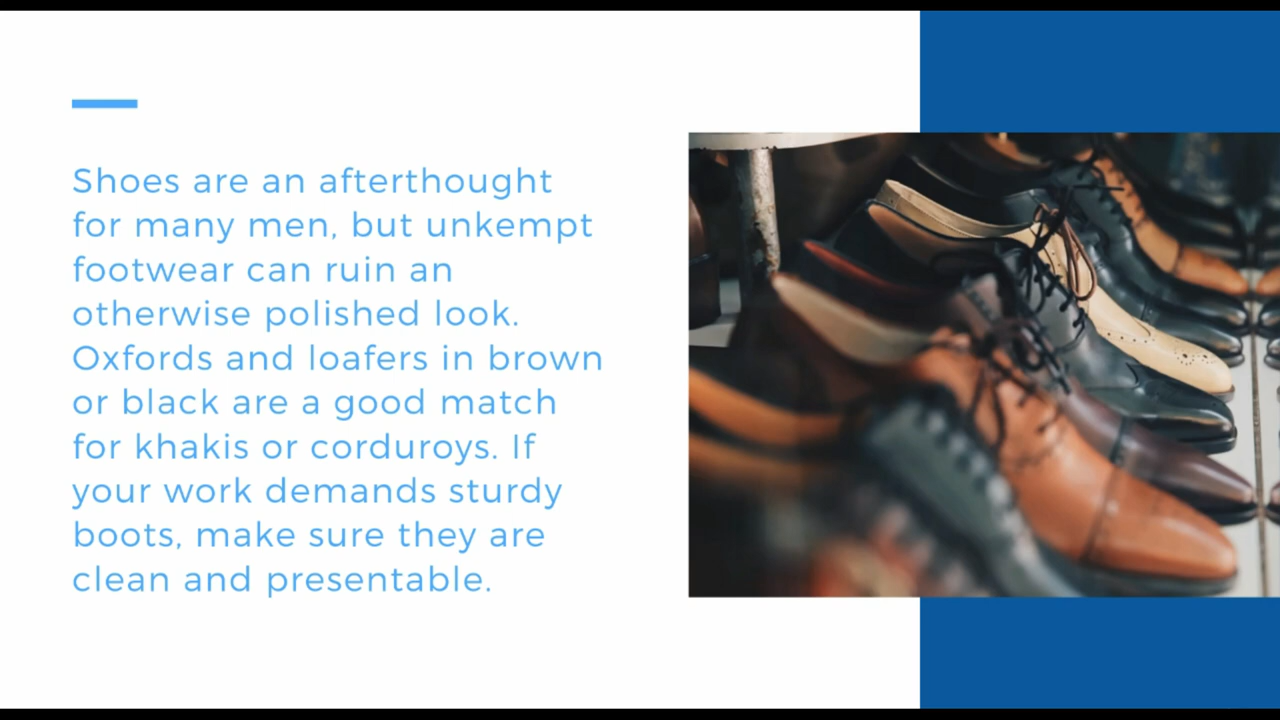 Shoes are an afterthought
for many men, but unkempt
footwear can ruin an
otherwise polished look.
Oxfords and loafers in brown
or black are a good match
for khakis or corduroys. If
your work demands sturdy
boots, make sure they are
clean and presentable.